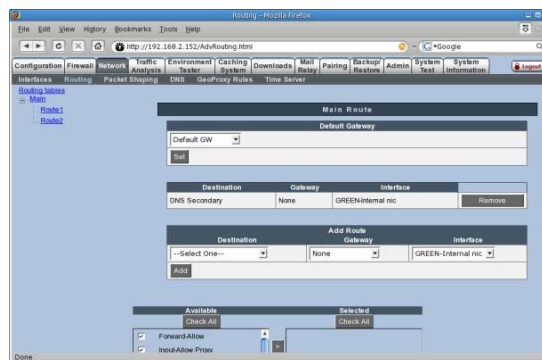 Routing - Mozilla Firefox
File Edit View History Bookmarks Tools Help
http://192.168.2.152/AdvRouting.html
Google
Configuration Firewall Network Traffic Analysis Environment Tester Caching System Downloads Mail Relay Pairing Backup/Restore Admin System Test System Information Logout
Interfaces Routing Packet Shaping DNS GeoProxy Rules Time Server
Routing tables
Main
Route1
Route2
Main Route
Default Gateway
Default GW
Set
Destination Gateway Interface
DNS Secondary None GREEN-Internal nic Remove
Add Route
Destination Gateway Interface
--Select One-- None GREEN-Internal nic
Add
Available Selected
Check All Check All
Forward-Allow
>
Input-Allow Proxy
Done